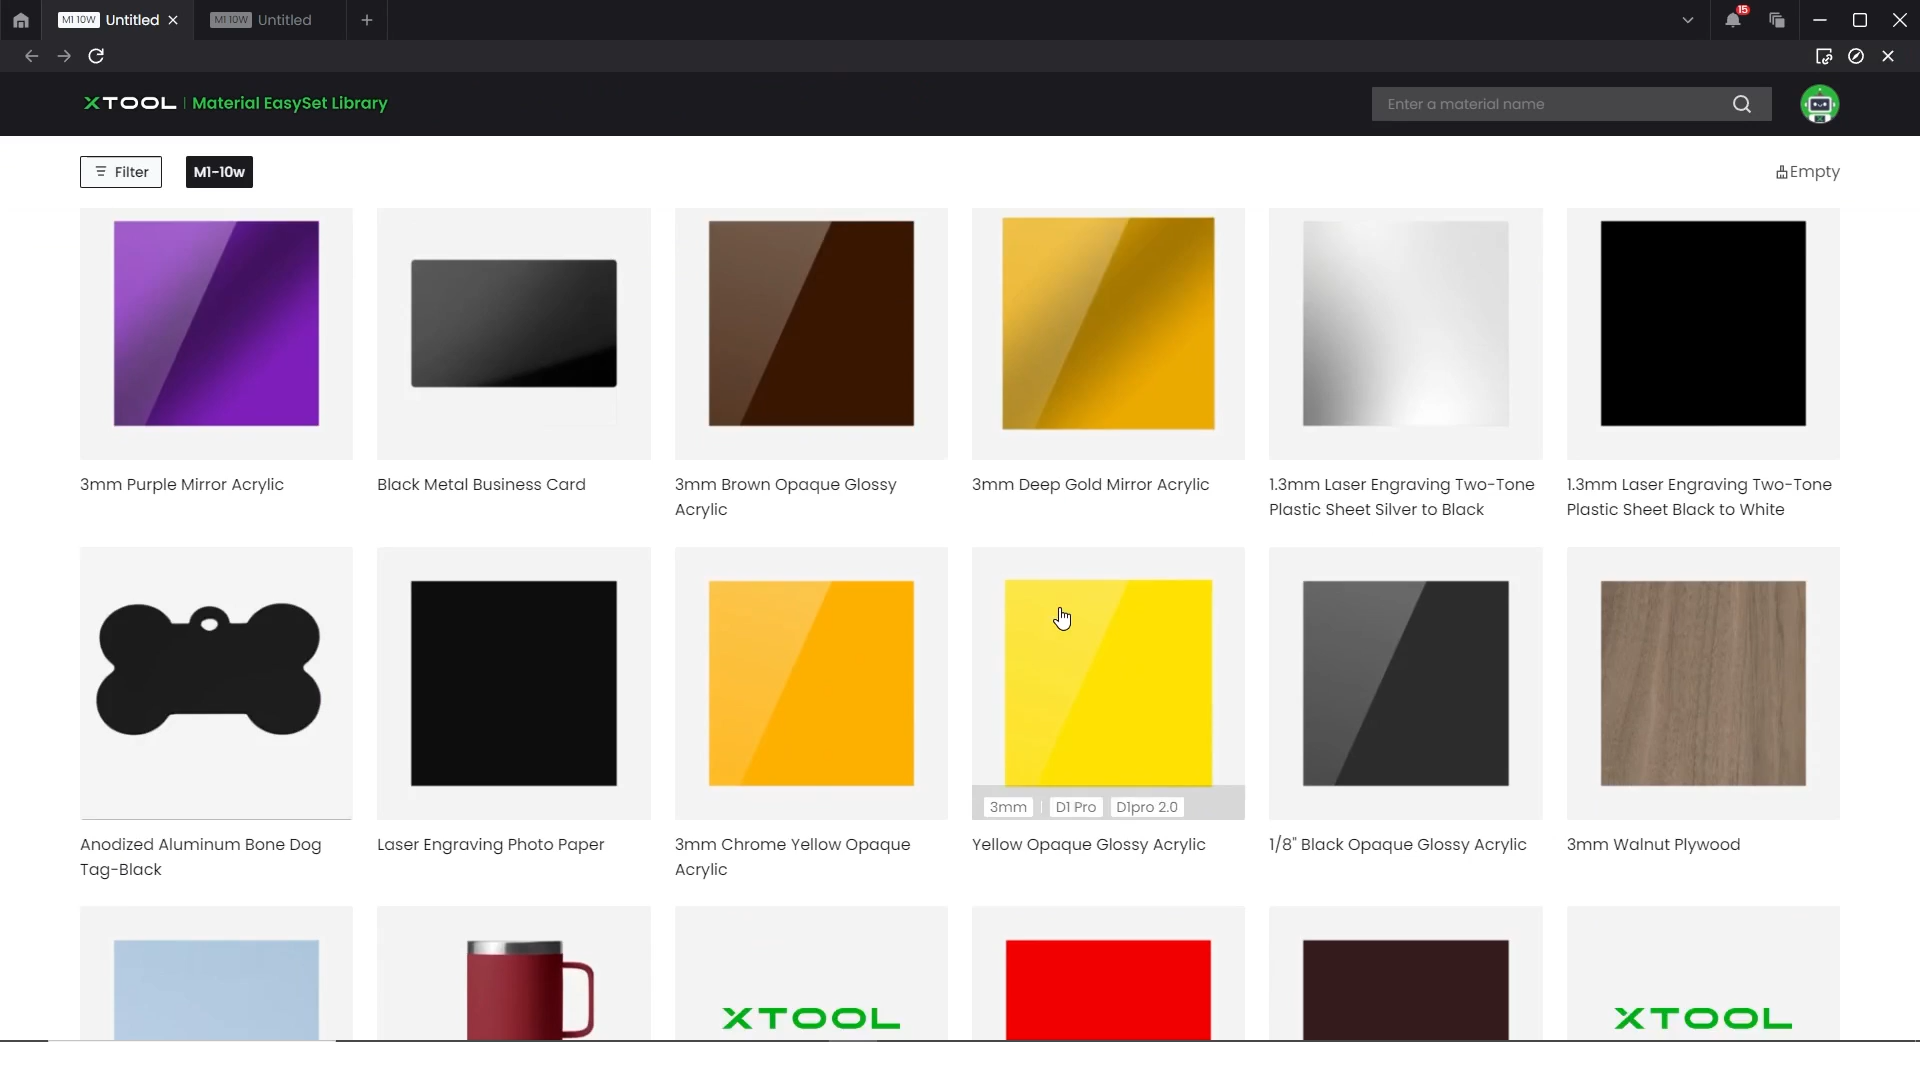 M1 10W Untitled
M1 10W Untitled
15
XTOOL | Material EasySet Library
Enter a material name
Filter
M1-10w
Empty
3mm Purple Mirror Acrylic
Black Metal Business Card
3mm Brown Opaque Glossy
Acrylic
3mm Deep Gold Mirror Acrylic
1.3mm Laser Engraving Two-Tone
Plastic Sheet Silver to Black
1.3mm Laser Engraving Two-Tone
Plastic Sheet Black to White
3mm | D1 Pro D1pro 2.0
Anodized Aluminum Bone Dog
Tag-Black
Laser Engraving Photo Paper
3mm Chrome Yellow Opaque
Acrylic
Yellow Opaque Glossy Acrylic
1/8" Black Opaque Glossy Acrylic
3mm Walnut Plywood
XTOOL
XTOOL